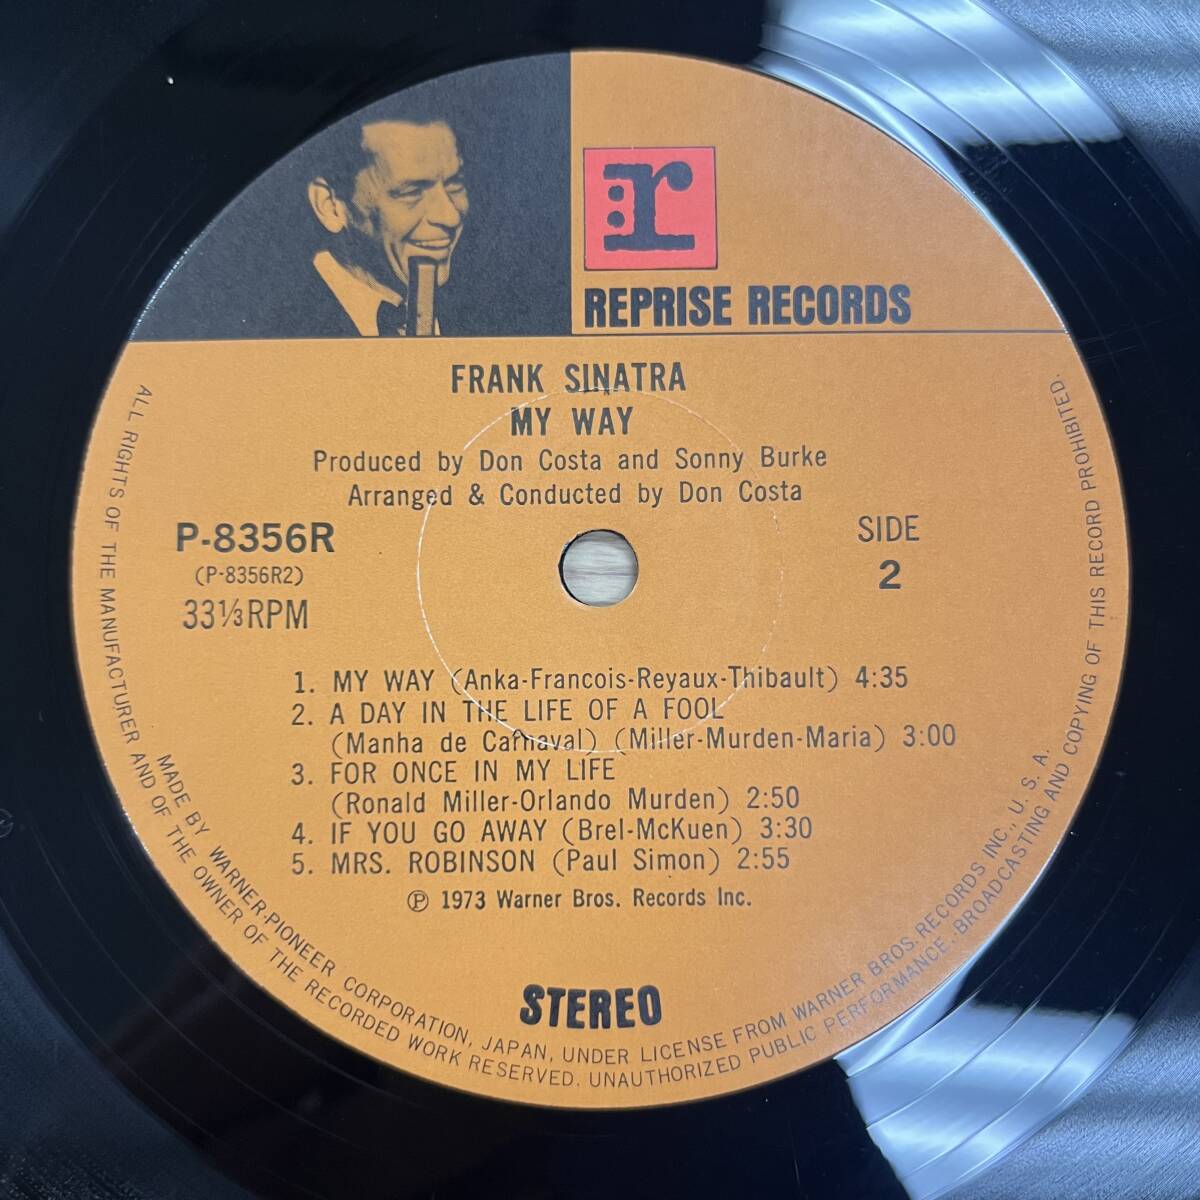 r
REPRISE RECORDS
FRANK SINATRA
MY WAY
Produced by Don Costa and Sonny Burke
Arranged & Conducted by Don Costa
P-8356R
(P-8356R2)
33⅓RPM
SIDE
2
1. MY WAY (Anka-Francois-Reyaux-Thibault) 4:35
2. A DAY IN THE LIFE OF A FOOL
(Manha de Carnaval) (Miller-Murden-Maria) 3:00
3. FOR ONCE IN MY LIFE
(Ronald Miller-Orlando Murden) 2:50
4. IF YOU GO AWAY (Brel-McKuen) 3:30
5. MRS. ROBINSON (Paul Simon) 2:55
℗ 1973 Warner Bros. Records Inc.
STEREO
MADE BY WARNER-PIONEER CORPORATION, JAPAN, UNDER LICENSE FROM WARNER BROS. RECORDS INC., U. S. A.
ALL RIGHTS OF THE MANUFACTURER AND OF THE OWNER OF THE RECORDED WORK RESERVED. UNAUTHORIZED PUBLIC PERFORMANCE, BROADCASTING AND COPYING OF THIS RECORD PROHIBITED.